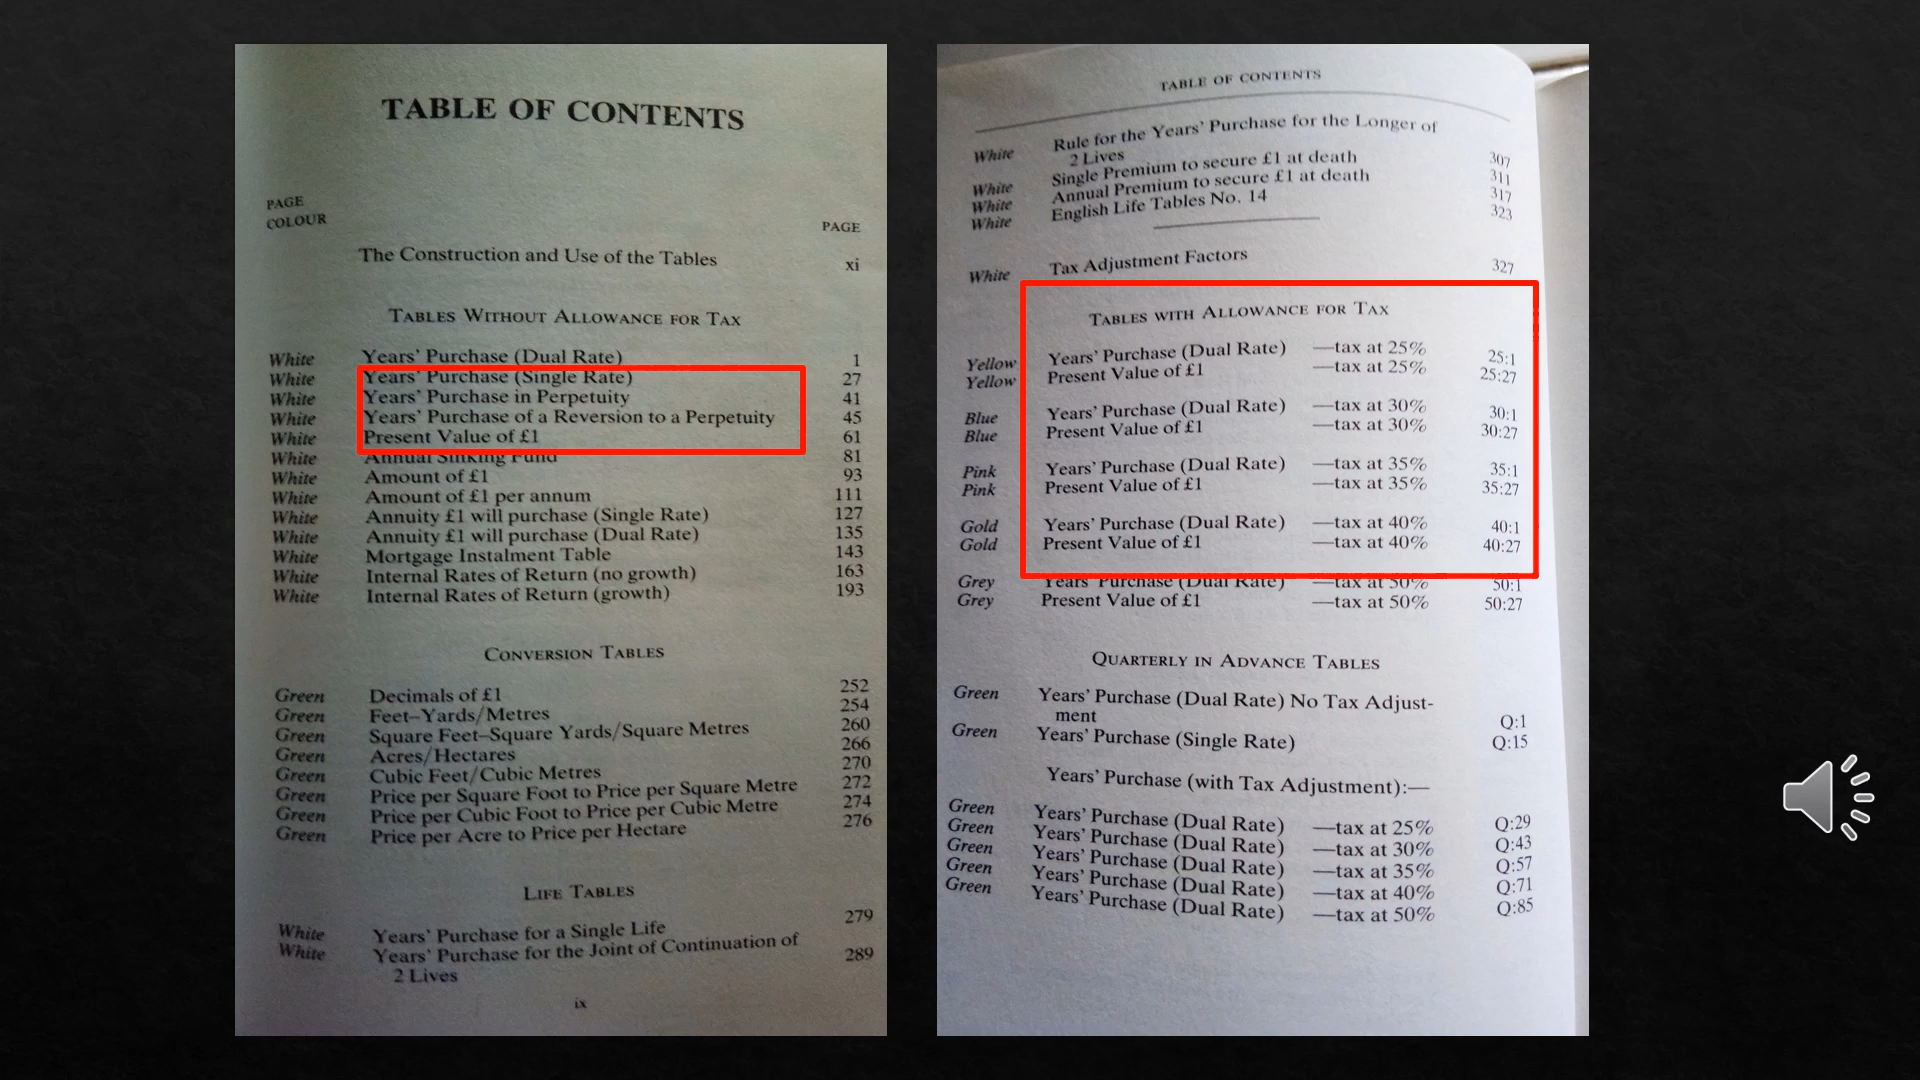 TABLE OF CONTENTS
PAGE
COLOUR
PAGE
The Construction and Use of the Tables xi
TABLES WITHOUT ALLOWANCE FOR TAX
White Years' Purchase (Dual Rate) 1
White Years' Purchase (Single Rate) 27
White Years' Purchase in Perpetuity 41
White Years' Purchase of a Reversion to a Perpetuity 45
White Present Value of £1 61
White Annual Sinking Fund 81
White Amount of £1 93
White Amount of £1 per annum 111
White Annuity £1 will purchase (Single Rate) 127
White Annuity £1 will purchase (Dual Rate) 135
White Mortgage Instalment Table 143
White Internal Rates of Return (no growth) 163
White Internal Rates of Return (growth) 193
CONVERSION TABLES
Green Decimals of £1 252
Green Feet–Yards/Metres 254
Green Square Feet–Square Yards/Square Metres 260
Green Acres/Hectares 266
Green Cubic Feet/Cubic Metres 270
Green Price per Square Foot to Price per Square Metre 272
Green Price per Cubic Foot to Price per Cubic Metre 274
Green Price per Acre to Price per Hectare 276
LIFE TABLES
White Years' Purchase for a Single Life 279
White Years' Purchase for the Joint of Continuation of
2 Lives 289
ix
TABLE OF CONTENTS
White Rule for the Years' Purchase for the Longer of
2 Lives 307
White Single Premium to secure £1 at death 311
White Annual Premium to secure £1 at death 317
White English Life Tables No. 14 323
White Tax Adjustment Factors 327
TABLES WITH ALLOWANCE FOR TAX
Yellow Years' Purchase (Dual Rate) —tax at 25% 25:1
Yellow Present Value of £1 —tax at 25% 25:27
Blue Years' Purchase (Dual Rate) —tax at 30% 30:1
Blue Present Value of £1 —tax at 30% 30:27
Pink Years' Purchase (Dual Rate) —tax at 35% 35:1
Pink Present Value of £1 —tax at 35% 35:27
Gold Years' Purchase (Dual Rate) —tax at 40% 40:1
Gold Present Value of £1 —tax at 40% 40:27
Grey Years' Purchase (Dual Rate) —tax at 50% 50:1
Grey Present Value of £1 —tax at 50% 50:27
QUARTERLY IN ADVANCE TABLES
Green Years' Purchase (Dual Rate) No Tax Adjust-
ment Q:1
Green Years' Purchase (Single Rate) Q:15
Years' Purchase (with Tax Adjustment):—
Green Years' Purchase (Dual Rate) —tax at 25% Q:29
Green Years' Purchase (Dual Rate) —tax at 30% Q:43
Green Years' Purchase (Dual Rate) —tax at 35% Q:57
Green Years' Purchase (Dual Rate) —tax at 40% Q:71
Green Years' Purchase (Dual Rate) —tax at 50% Q:85